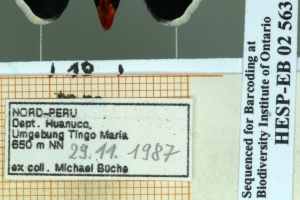 NORD-PERU
Dept. Huanuco,
Umgebung Tingo Maria
650 m NN 29.11.1987
ex coll. Michael Büche
Sequenced for Barcoding at
Biodiversity Institute of Ontario
HESP-EB 02 563